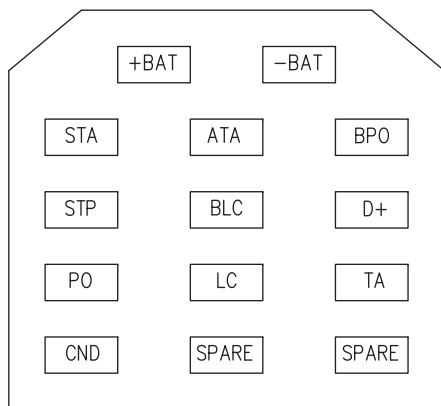 +BAT -BAT
STA ATA BPO
STP BLC D+
PO LC TA
CND SPARE SPARE